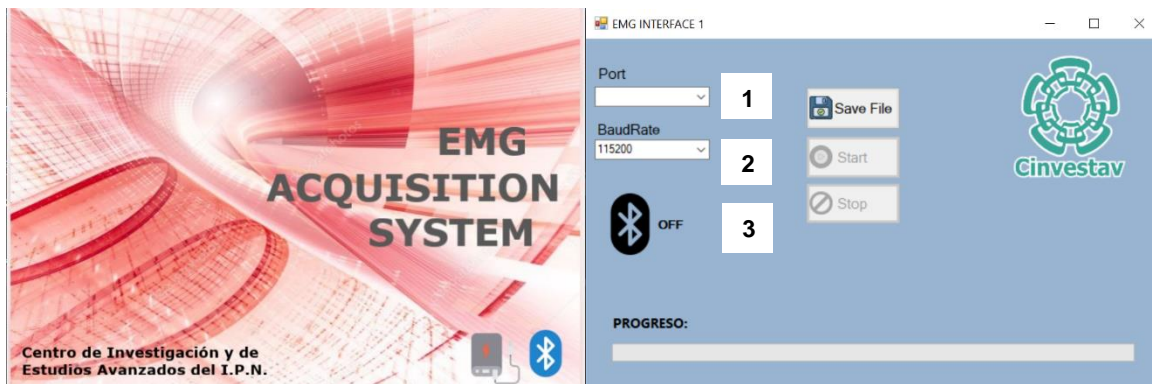 EMG
ACQUISITION
SYSTEM
Centro de Investigación y de
Estudios Avanzados del I.P.N.
EMG INTERFACE 1
Port
1
Save File
BaudRate
115200
2
Start
Stop
OFF
3
Cinvestav
PROGRESO: